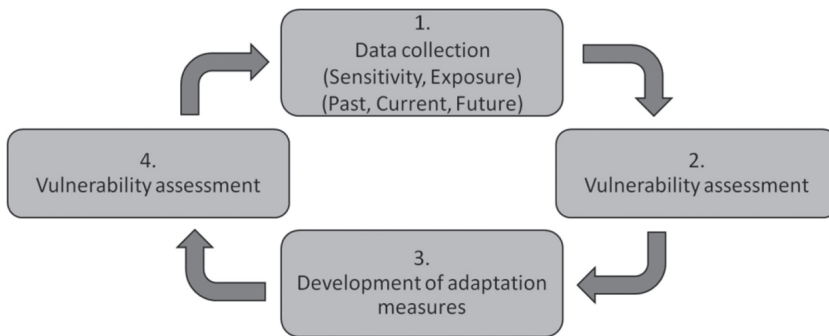 1.
Data collection
(Sensitivity, Exposure)
(Past, Current, Future)
2.
Vulnerability assessment
3.
Development of adaptation
measures
4.
Vulnerability assessment